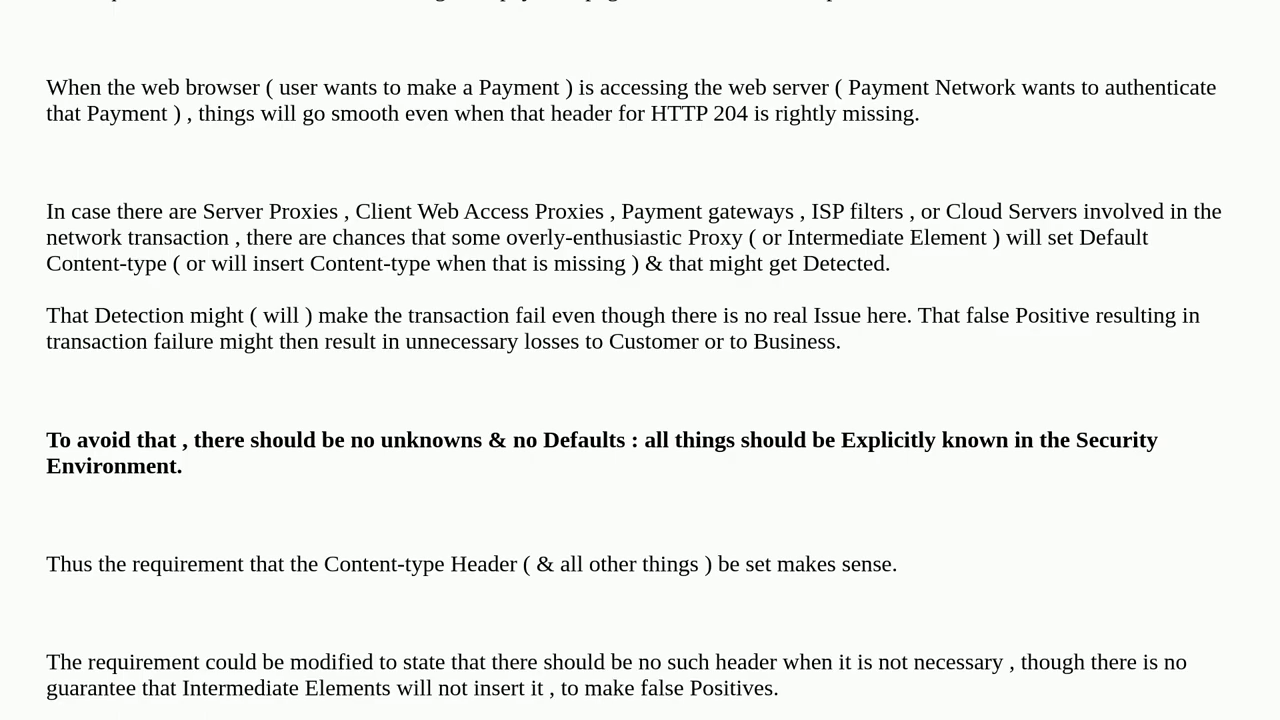 When the web browser ( user wants to make a Payment ) is accessing the web server ( Payment Network wants to authenticate
that Payment ) , things will go smooth even when that header for HTTP 204 is rightly missing.
In case there are Server Proxies , Client Web Access Proxies , Payment gateways , ISP filters , or Cloud Servers involved in the
network transaction , there are chances that some overly-enthusiastic Proxy ( or Intermediate Element ) will set Default
Content-type ( or will insert Content-type when that is missing ) & that might get Detected.
That Detection might ( will ) make the transaction fail even though there is no real Issue here. That false Positive resulting in
transaction failure might then result in unnecessary losses to Customer or to Business.
To avoid that , there should be no unknowns & no Defaults : all things should be Explicitly known in the Security
Environment.
Thus the requirement that the Content-type Header ( & all other things ) be set makes sense.
The requirement could be modified to state that there should be no such header when it is not necessary , though there is no
guarantee that Intermediate Elements will not insert it , to make false Positives.